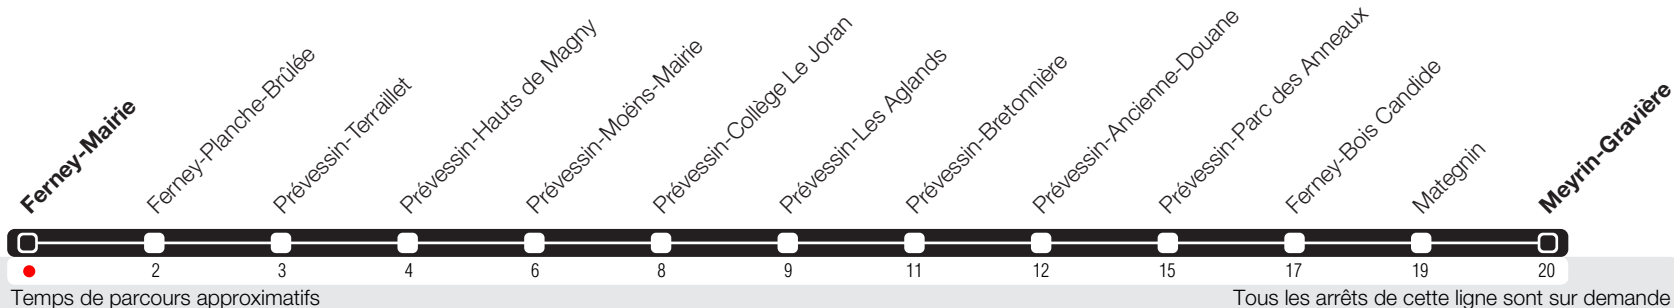 Ferney-Mairie
Ferney-Planche-Brûlée
Prévessin-Terraillet
Prévessin-Hauts de Magny
Prévessin-Moëns-Mairie
Prévessin-Collège Le Joran
Prévessin-Les Aglands
Prévessin-Bretonnière
Prévessin-Ancienne-Douane
Prévessin-Parc des Anneaux
Ferney-Bois Candide
Mategnin
Meyrin-Gravière
2 3 4 6 8 9 11 12 15 17 19 20
Temps de parcours approximatifs
Tous les arrêts de cette ligne sont sur demande